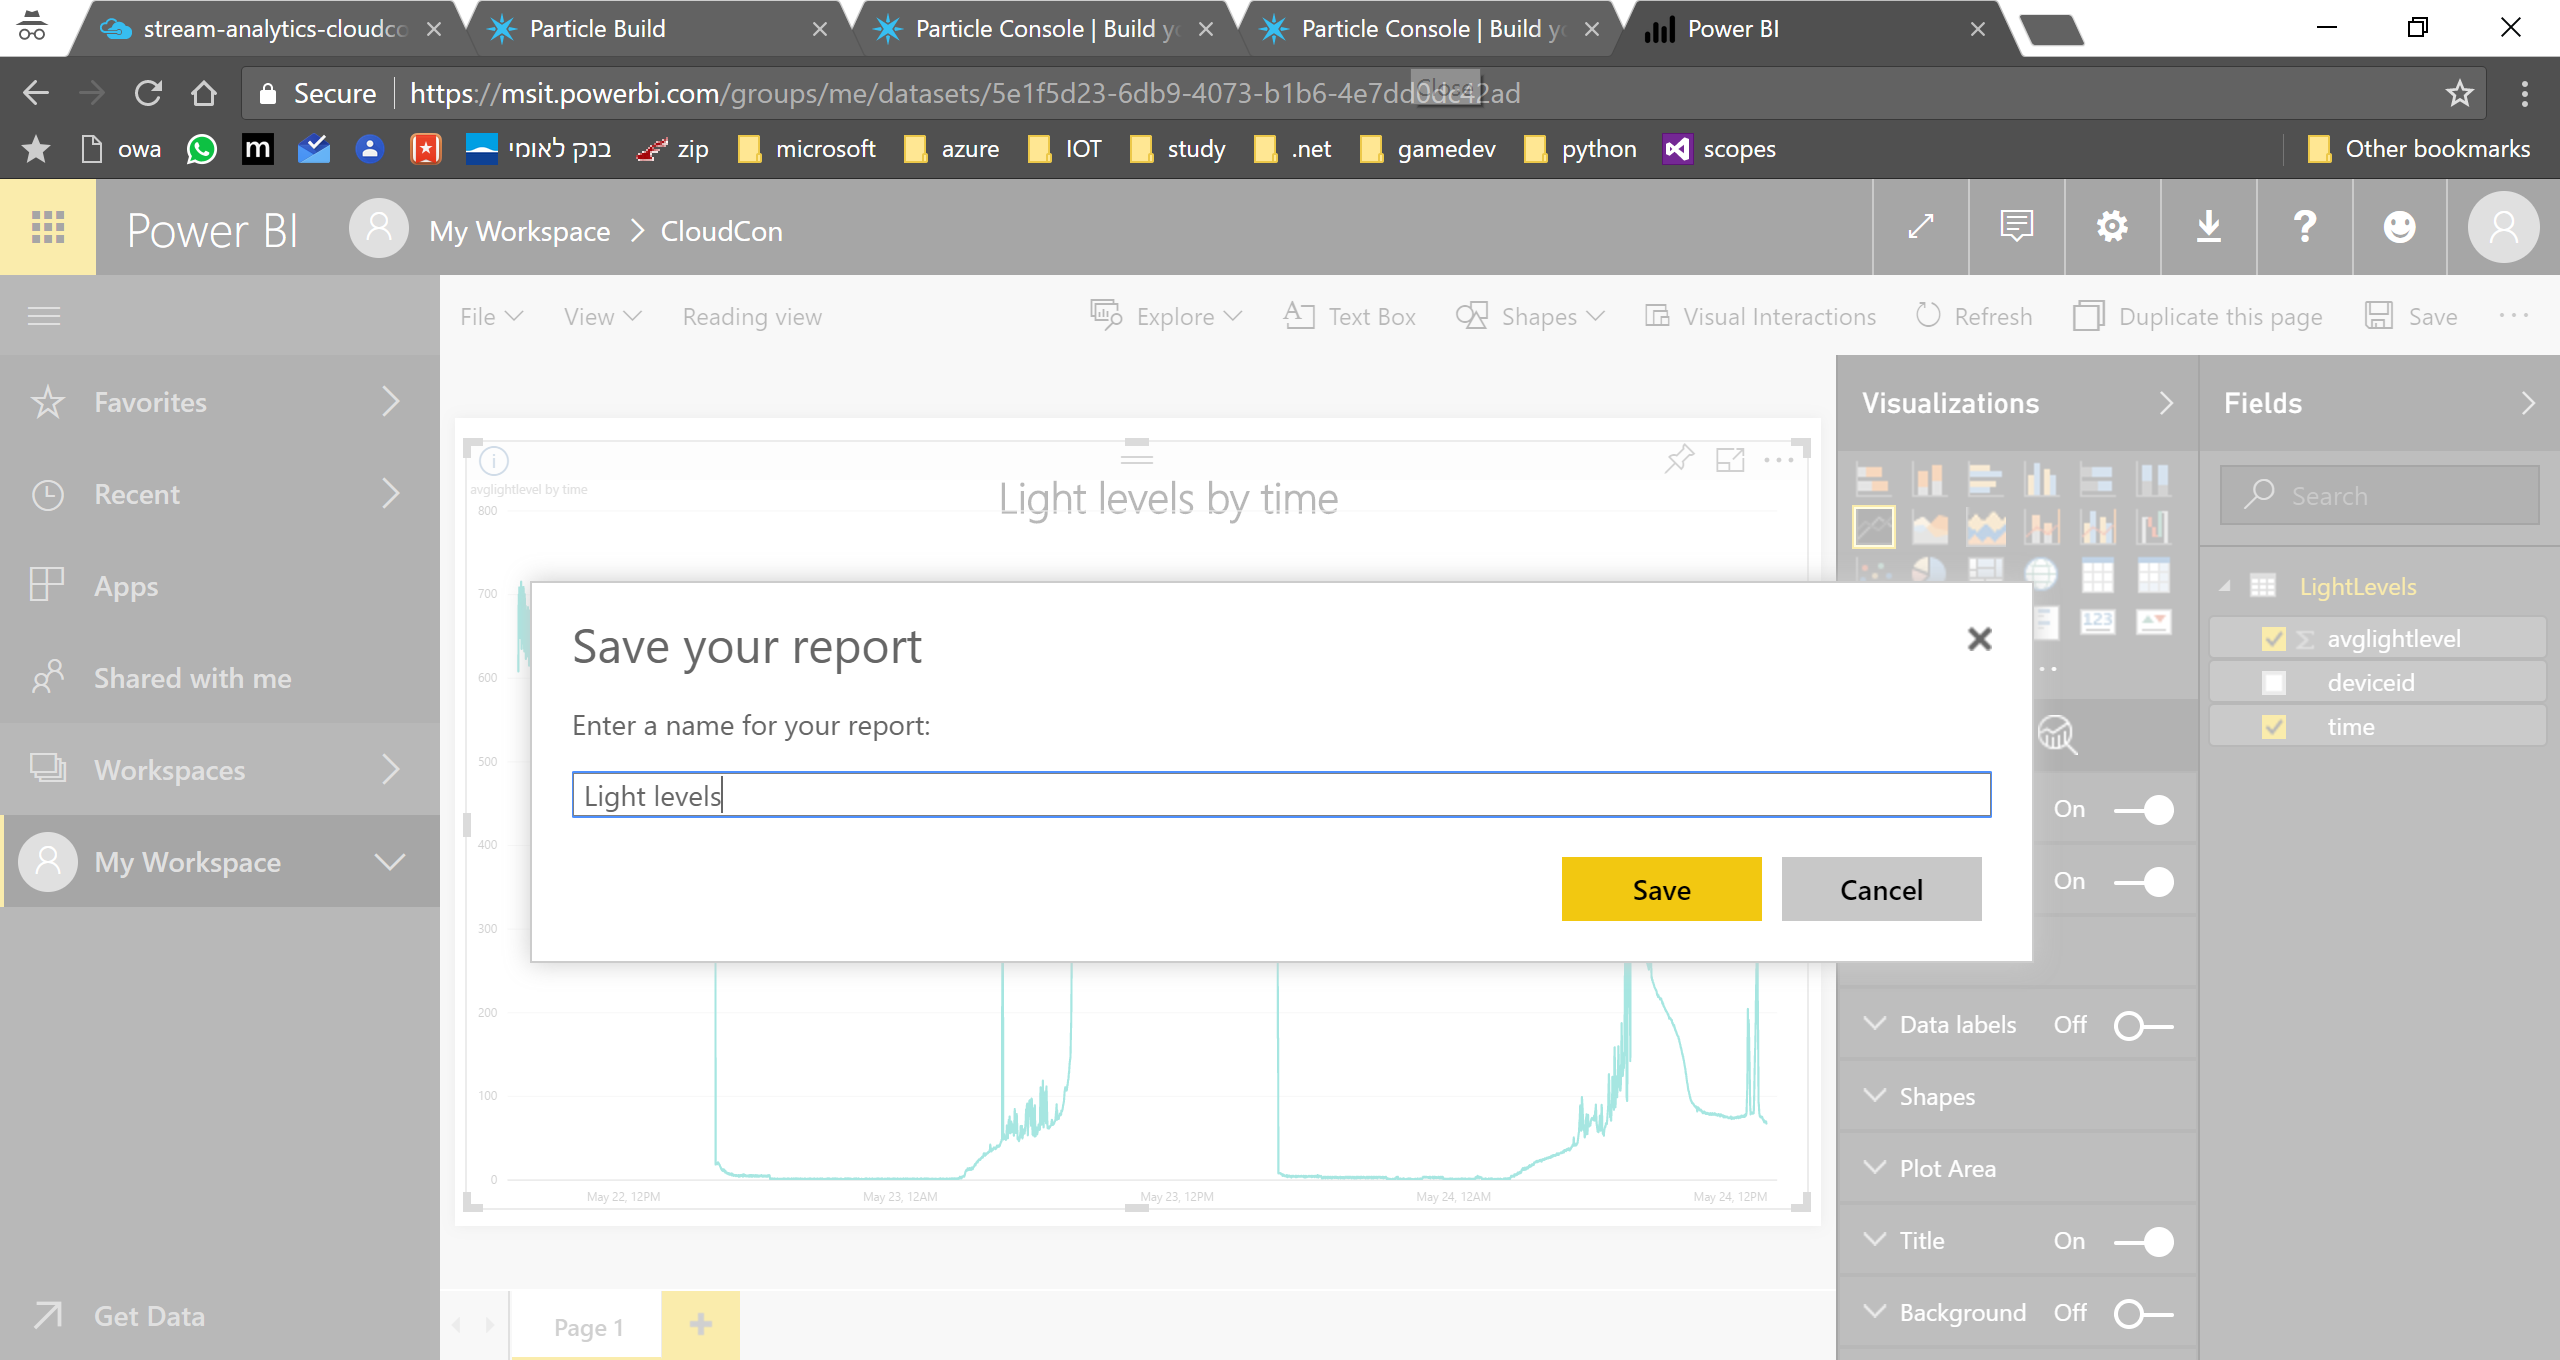 stream-analytics-cloudco
Particle Build
Particle Console | Build yo
Particle Console | Build yo
Power BI
Secure
https://msit.powerbi.com/groups/me/datasets/5e1f5d23-6db9-4073-b1b6-4e7dd0dc42ad
Close
owa
m
בנק לאומי
zip
microsoft
azure
IOT
study
.net
gamedev
python
scopes
Other bookmarks
Power BI
My Workspace > CloudCon
File
View
Reading view
Explore
Text Box
Shapes
Visual Interactions
Refresh
Duplicate this page
Save
Favorites
Recent
Apps
Shared with me
Workspaces
My Workspace
Get Data
avglightlevel by time
Light levels by time
800
700
600
500
400
300
200
100
0
May 22, 12PM
May 23, 12AM
May 23, 12PM
May 24, 12AM
May 24, 12PM
Save your report
Enter a name for your report:
Light levels
Save
Cancel
Page 1
Visualizations
123
On
On
Data labels Off
Shapes
Plot Area
Title On
Background Off
Fields
Search
LightLevels
avglightlevel
deviceid
time